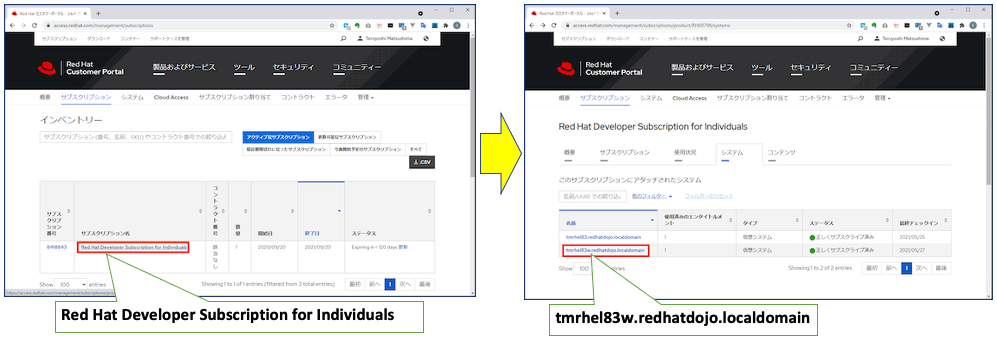 Red Hat カスタマーポータル
access.redhat.com/management/subscriptions
サブスクリプション ダウンロード コンテナー サポートケースを管理
Teruyoshi Matsushima
Red Hat
Customer Portal
製品およびサービス ツール セキュリティ コミュニティー
概要 サブスクリプション システム Cloud Access サブスクリプション割り当て コントラクト エラータ 管理
インベントリー
サブスクリプション (番号、名前、SKU) やコントラクト番号での絞り込み
アクティブなサブスクリプション 更新可能なサブスクリプション
最近期限切れになったサブスクリプション 今後開始予定のサブスクリプション すべて
.CSV
サブスクリプション番号 サブスクリプション名 コントラクト番号 数量 開始日 終了日 ステータス
Red Hat Developer Subscription for Individuals 該当なし 1 2021/09/20 Expiring in < 120 days 更新
Show 100 entries Showing 1 to 1 of 1 entries (filtered from 3 total entries) 最初 前へ 1 次へ 最後
Red Hat Developer Subscription for Individuals
Red Hat カスタマーポータル
サブスクリプション ダウンロード コンテナー サポートケースを管理
Teruyoshi Matsushima
Red Hat
Customer Portal
製品およびサービス ツール セキュリティ コミュニティー
概要 サブスクリプション システム Cloud Access サブスクリプション割り当て コントラクト エラータ 管理
Red Hat Developer Subscription for Individuals
概要 サブスクリプション 使用状況 システム コンテンツ
このサブスクリプションにアタッチされたシステム
名前/UUID での絞り込み 他のフィルター フィルターのリセット
名前 使用済みのエンタイトルメント タイプ ステータス 最終チェックイン
tmrhel83.redhatdojo.localdomain 1 仮想システム 正しくサブスクライブ済み 2021/05/25
tmrhel83w.redhatdojo.localdomain 1 仮想システム 正しくサブスクライブ済み 2021/05/27
Show 100 entries Showing 1 to 2 of 2 entries 最初 前へ 1 次へ 最後
tmrhel83w.redhatdojo.localdomain